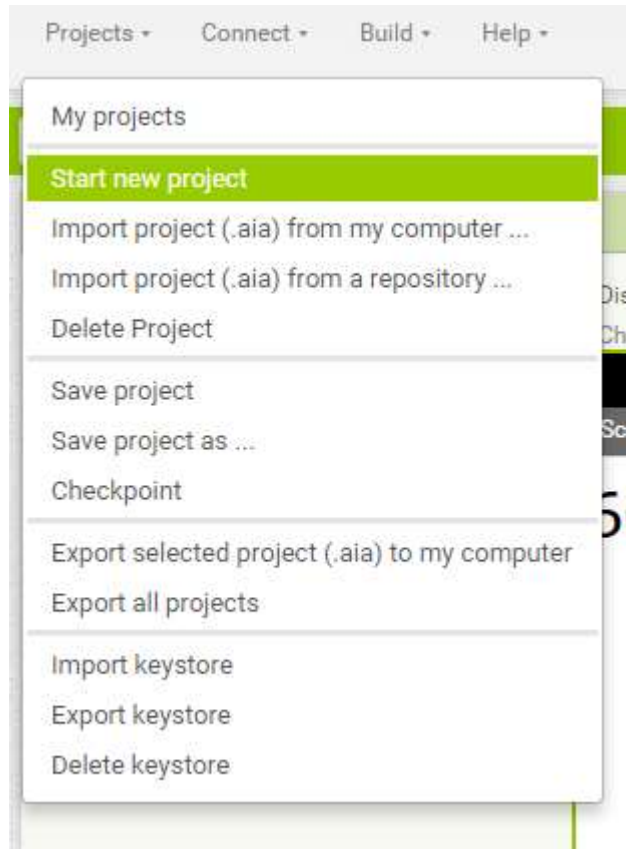 Projects Connect Build Help
My projects
Start new project
Import project (.aia) from my computer ...
Import project (.aia) from a repository ...
Delete Project
Save project
Save project as ...
Checkpoint
Export selected project (.aia) to my computer
Export all projects
Import keystore
Export keystore
Delete keystore